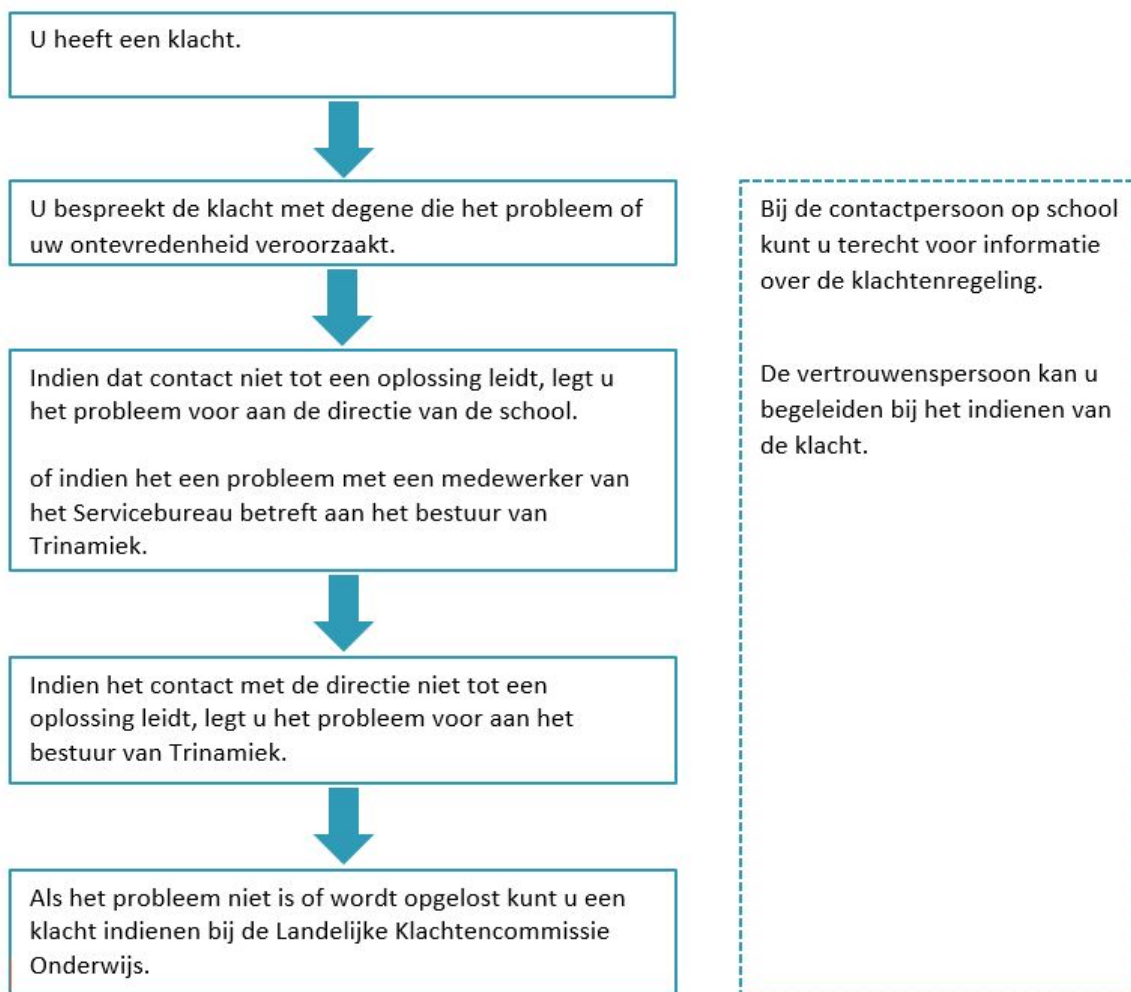 U heeft een klacht.
U bespreekt de klacht met degene die het probleem of
uw ontevredenheid veroorzaakt.
Indien dat contact niet tot een oplossing leidt, legt u
het probleem voor aan de directie van de school.
of indien het een probleem met een medewerker van
het Servicebureau betreft aan het bestuur van
Trinamiek.
Indien het contact met de directie niet tot een
oplossing leidt, legt u het probleem voor aan het
bestuur van Trinamiek.
Als het probleem niet is of wordt opgelost kunt u een
klacht indienen bij de Landelijke Klachtencommissie
Onderwijs.
Bij de contactpersoon op school
kunt u terecht voor informatie
over de klachtenregeling.
De vertrouwenspersoon kan u
begeleiden bij het indienen van
de klacht.